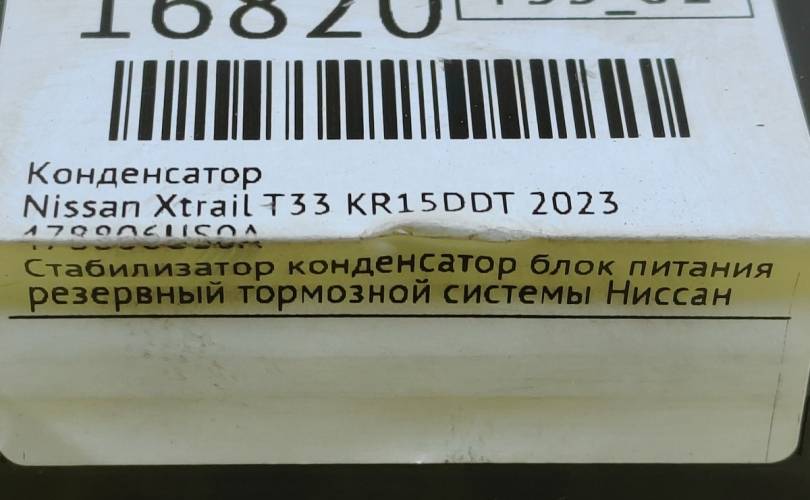 16820
Конденсатор
Nissan Xtrail T33 KR15DDT 2023
Стабилизатор конденсатор блок питания
резервный тормозной системы Ниссан